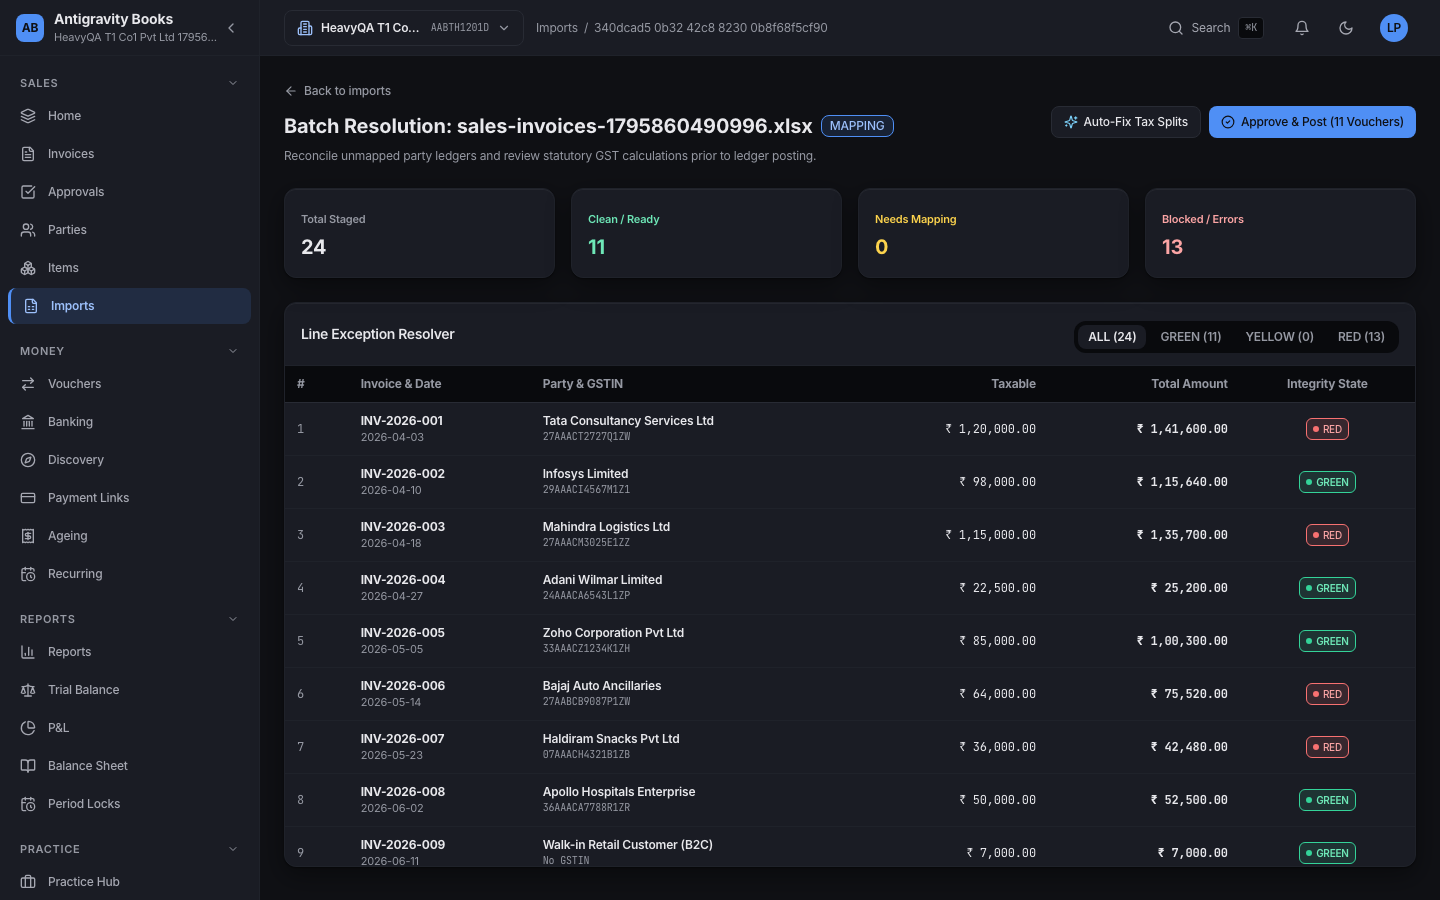 AB
Antigravity Books
HeavyQA T1 Co1 Pvt Ltd 17956...
HeavyQA T1 Co... AABTH1201D
Imports / 340dcad5 0b32 42c8 8230 0b8f68f5cf90
Search ⌘K
LP
SALES
Home
Invoices
Approvals
Parties
Items
Imports
MONEY
Vouchers
Banking
Discovery
Payment Links
Ageing
Recurring
REPORTS
Reports
Trial Balance
P&L
Balance Sheet
Period Locks
PRACTICE
Practice Hub
Back to imports
Batch Resolution: sales-invoices-1795860490996.xlsx MAPPING
Reconcile unmapped party ledgers and review statutory GST calculations prior to ledger posting.
Auto-Fix Tax Splits
Approve & Post (11 Vouchers)
Total Staged
24
Clean / Ready
11
Needs Mapping
0
Blocked / Errors
13
Line Exception Resolver
ALL (24) GREEN (11) YELLOW (0) RED (13)
# Invoice & Date Party & GSTIN Taxable Total Amount Integrity State
1 INV-2026-001 Tata Consultancy Services Ltd ₹ 1,20,000.00 ₹ 1,41,600.00 RED
2026-04-03 27AAACT2727Q1ZW
2 INV-2026-002 Infosys Limited ₹ 98,000.00 ₹ 1,15,640.00 GREEN
2026-04-10 29AAACI4567M1Z1
3 INV-2026-003 Mahindra Logistics Ltd ₹ 1,15,000.00 ₹ 1,35,700.00 RED
2026-04-18 27AAACM3025E1ZZ
4 INV-2026-004 Adani Wilmar Limited ₹ 22,500.00 ₹ 25,200.00 GREEN
2026-04-27 24AAACA6543L1ZP
5 INV-2026-005 Zoho Corporation Pvt Ltd ₹ 85,000.00 ₹ 1,00,300.00 GREEN
2026-05-05 33AAACZ1234K1ZH
6 INV-2026-006 Bajaj Auto Ancillaries ₹ 64,000.00 ₹ 75,520.00 RED
2026-05-14 27AABCB9087P1ZW
7 INV-2026-007 Haldiram Snacks Pvt Ltd ₹ 36,000.00 ₹ 42,480.00 RED
2026-05-23 07AAACH4321B1ZB
8 INV-2026-008 Apollo Hospitals Enterprise ₹ 50,000.00 ₹ 52,500.00 GREEN
2026-06-02 36AAACA7788R1ZR
9 INV-2026-009 Walk-in Retail Customer (B2C) ₹ 7,000.00 ₹ 7,000.00 GREEN
2026-06-11 No GSTIN